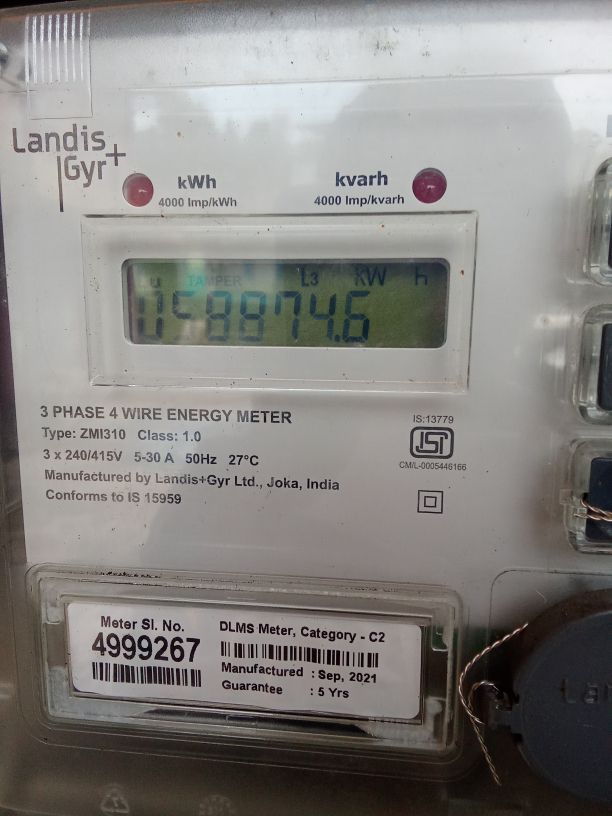 Landis
Gyr+
kWh
4000 Imp/kWh
kvarh
4000 Imp/kvarh
TAMPER L3 KW h
8874.6
3 PHASE 4 WIRE ENERGY METER
Type: ZMI310 Class: 1.0
3 x 240/415V 5-30 A 50Hz 27°C
Manufactured by Landis+Gyr Ltd., Joka, India
Conforms to IS 15959
IS:13779
ISI
CM/L-0005446166
Meter Sl. No.
4999267
DLMS Meter, Category - C2
Manufactured : Sep, 2021
Guarantee : 5 Yrs